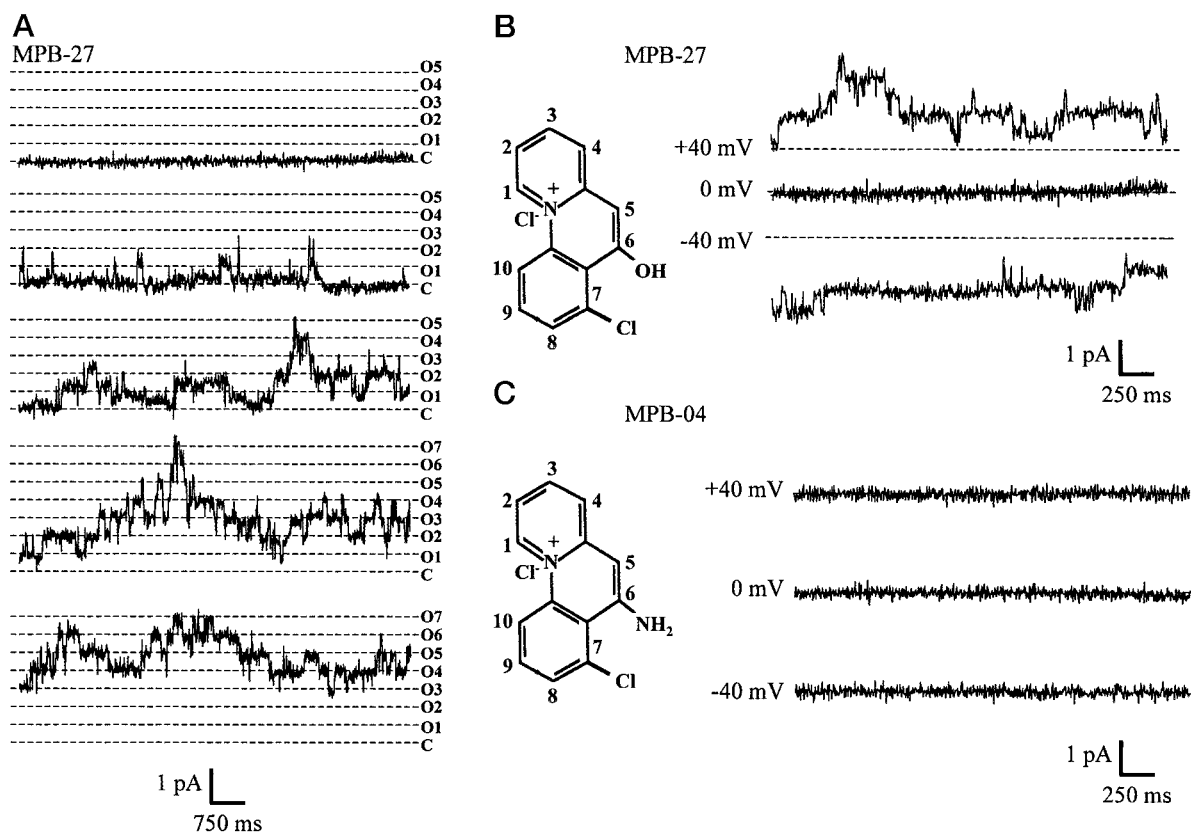 A
MPB-27
O5
O4
O3
O2
O1
C
O5
O4
O3
O2
O1
C
O5
O4
O3
O2
O1
C
O7
O6
O5
O4
O3
O2
O1
C
O7
O6
O5
O4
O3
O2
O1
C
1 pA
750 ms
B
MPB-27
3
2
4
1
+
N
Cl-
5
6
OH
10
7
9
Cl
8
+40 mV
0 mV
-40 mV
1 pA
250 ms
C
MPB-04
3
2
4
1
+
N
Cl-
5
6
NH2
10
7
9
Cl
8
+40 mV
0 mV
-40 mV
1 pA
250 ms